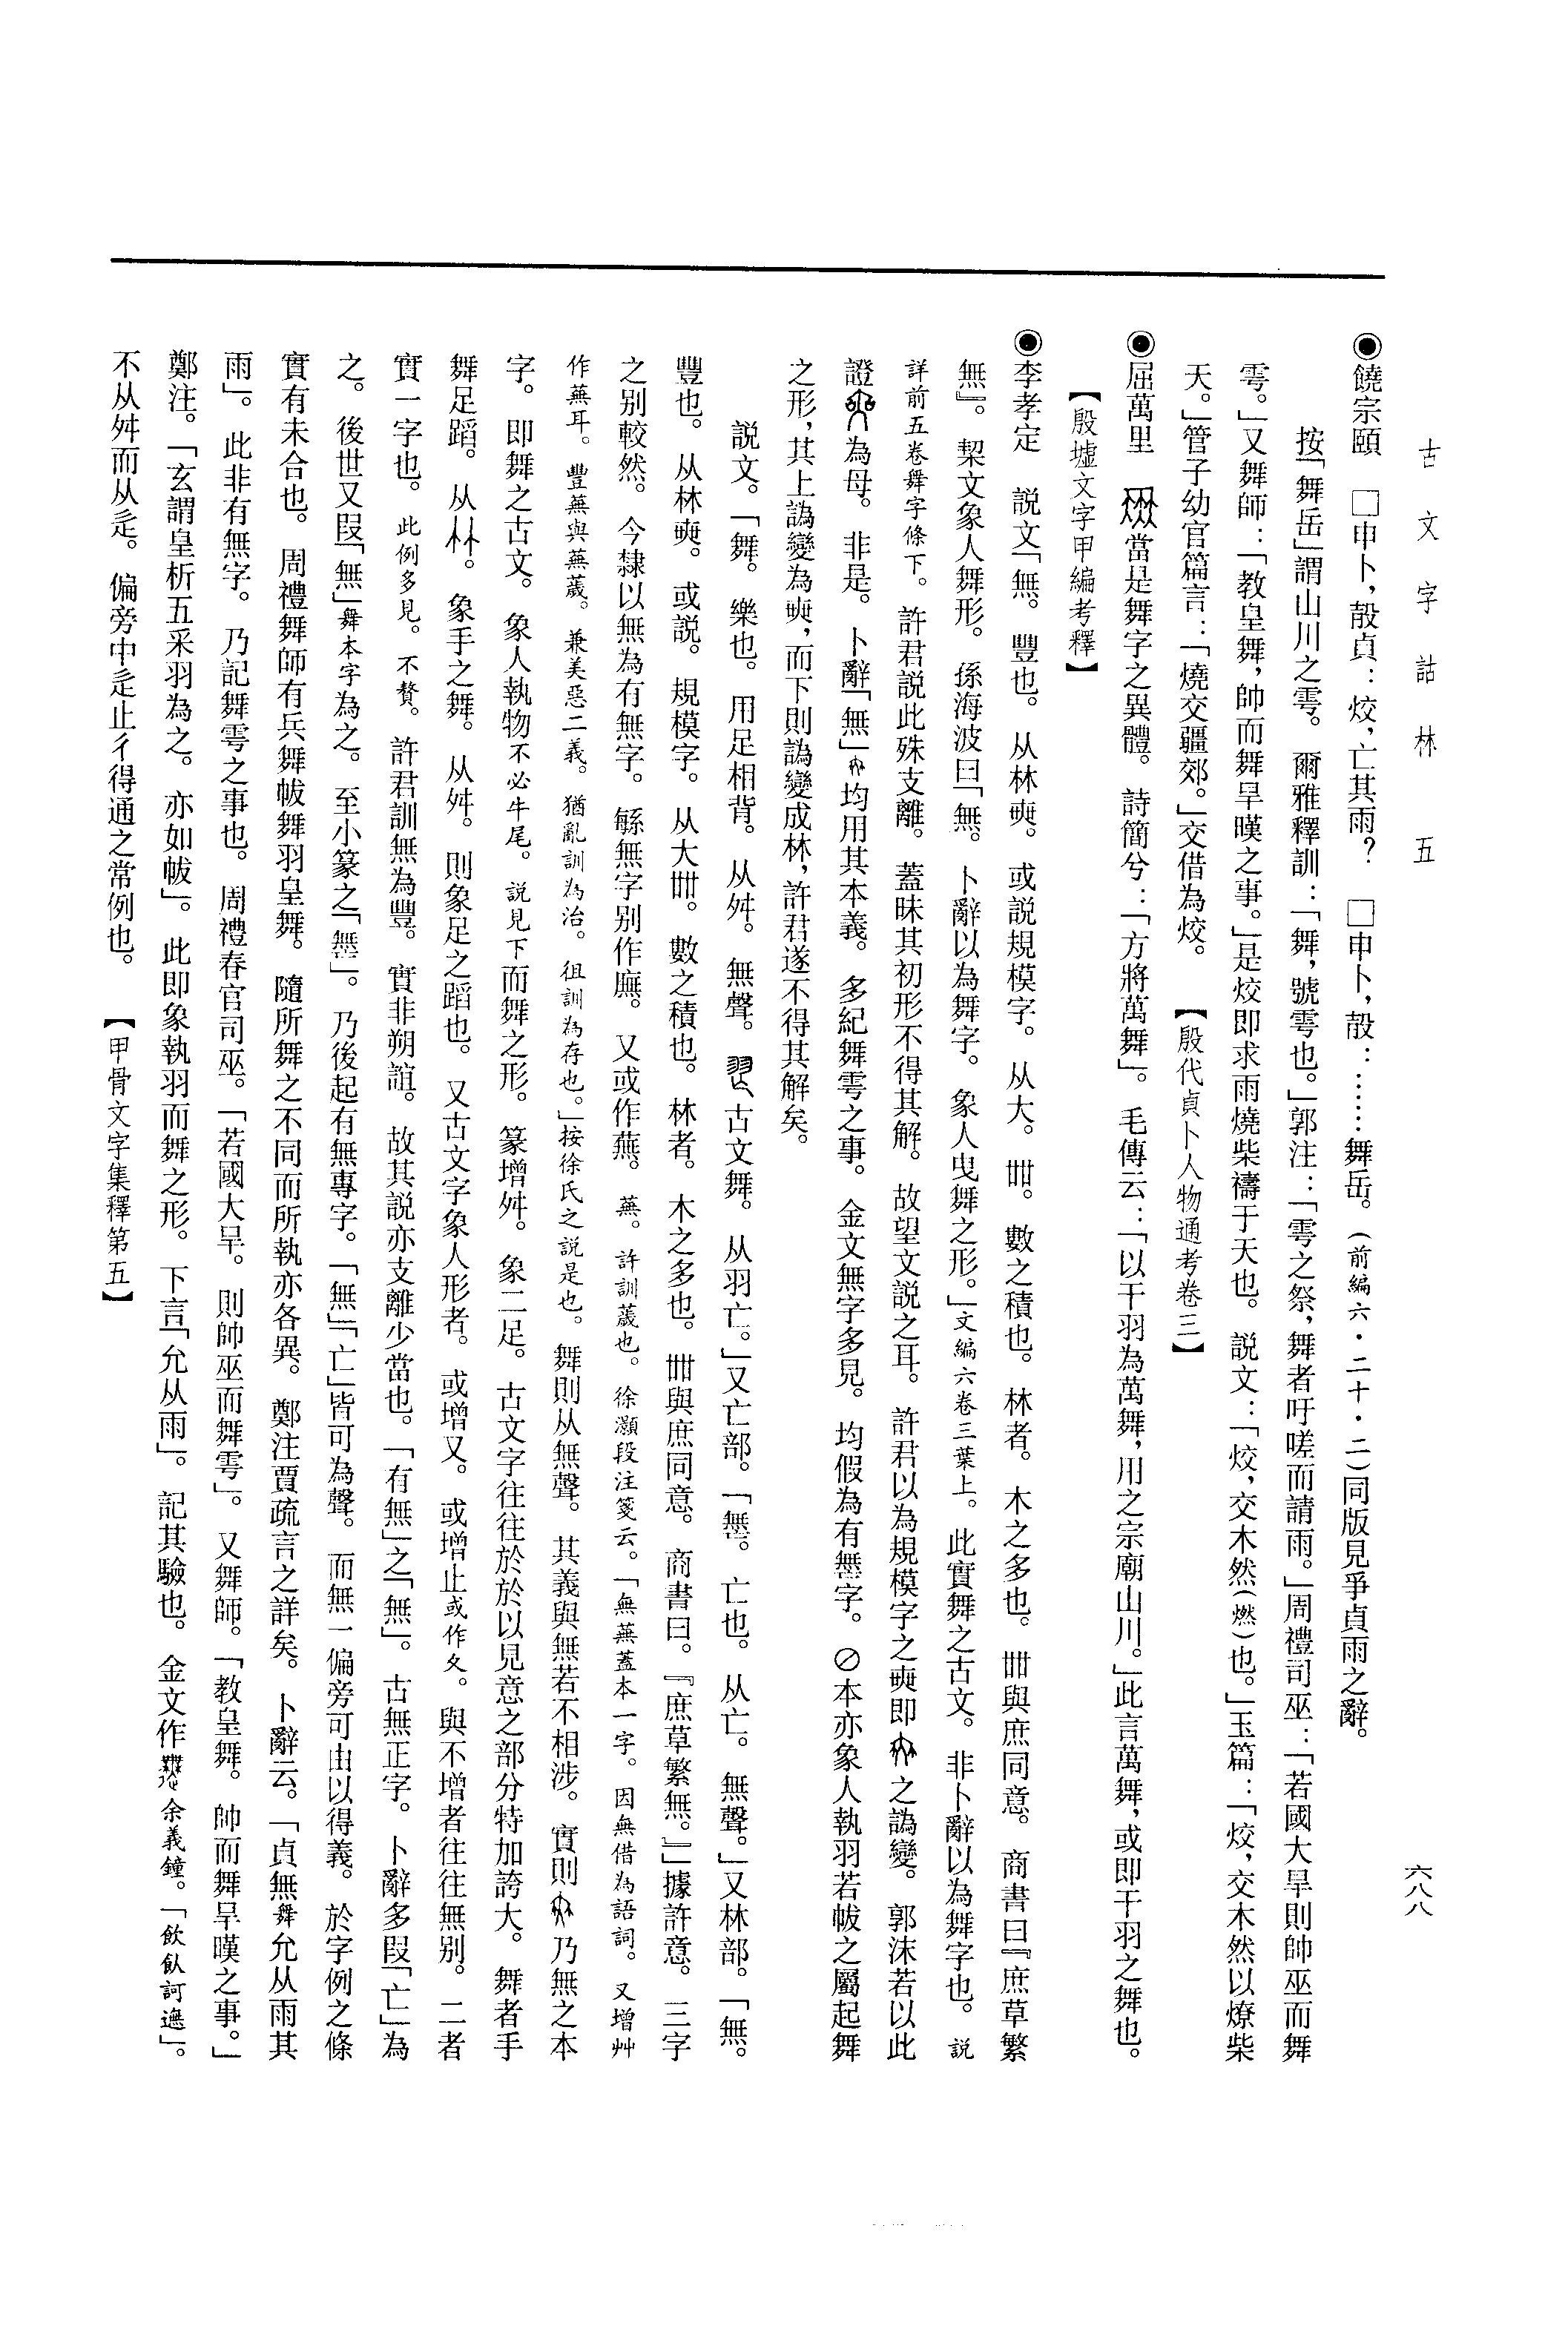 古文字詁林　五
六八八
◉饒宗頤　□申卜，㱿貞：烄，亡其雨？　□申卜，㱿：……舞岳。（前編六・二十・二）同版見爭貞雨之辭。
按「舞岳」謂山川之雩。爾雅釋訓：「舞，號雩也。」郭注：「雩之祭，舞者吁嗟而請雨。」周禮司巫：「若國大旱則帥巫而舞
雩。」又舞師：「教皇舞，帥而舞旱暵之事。」是烄即求雨燒柴禱于天也。説文：「烄，交木然（燃）也。」玉篇：「烄，交木然以燎柴
天。」管子幼官篇言：「燒交疆郊。」交借為烄。　【殷代貞卜人物通考卷三】
◉屈萬里　當是舞字之異體。詩簡兮：「方將萬舞」。毛傳云：「以干羽為萬舞，用之宗廟山川。」此言萬舞，或即干羽之舞也。
【殷墟文字甲編考釋】
◉李孝定　説文「無。豐也。从林奭。或説規模字。从大。卌。數之積也。林者。木之多也。卌與庶同意。商書曰『庶草繁
無』。栔文象人舞形。孫海波曰「無。卜辭以為舞字。象人曳舞之形。」文編六卷三葉上。此實舞之古文。非卜辭以為舞字也。説
詳前五卷舞字條下。許君説此殊支離。蓋昧其初形不得其解。故望文説之耳。許君以為規模字之奭即之譌變。郭沫若以此
證為母。非是。卜辭「無」均用其本義。多紀舞雩之事。金文無字多見。均假為有橆字。⊘本亦象人執羽若帗之屬起舞
之形，其上譌變為奭，而下則譌變成林，許君遂不得其解矣。
説文。「舞。樂也。用足相背。从舛。無聲。古文舞。从羽亡。」又亡部。「𣞤。亡也。从亡。無聲。」又林部。「無。
豐也。从林奭。或説。規模字。从大卌。數之積也。林者。木之多也。卌與庶同意。商書曰。『庶草繁無。』」據許意。三字
之別較然。今隸以無為有無字。緐無字别作廡。又或作蕪。蕪。許訓薉也。徐灝段注箋云。「無蕪蓋本一字。因無借為語詞。又增艸
作蕪耳。豐蕪與蕪薉。兼美惡二義。猶亂訓為治。徂訓為存也。」按徐氏之説是也。舞則从無聲。其義與無若不相涉。實則乃無之本
字。即舞之古文。象人執物不必牛尾。説見下而舞之形。篆增舛。象二足。古文字往往於於以見意之部分特加誇大。舞者手
舞足蹈。从。象手之舞。从舛。則象足之蹈也。又古文字象人形者。或增又。或增止或作夊。與不增者往往無别。二者
實一字也。此例多見。不贅。許君訓無為豐。實非朔誼。故其説亦支離少當也。「有無」之「無」。古無正字。卜辭多叚「亡」為
之。後世又叚「無」舞本字為之。至小篆之「𣞤」。乃後起有無專字。「無」「亡」皆可為聲。而無一偏旁可由以得義。於字例之條
實有未合也。周禮舞師有兵舞帗舞羽皇舞。隨所舞之不同而所執亦各異。鄭注賈疏言之詳矣。卜辭云。「貞無舞允从雨其
雨」。此非有無字。乃記舞雩之事也。周禮春官司巫。「若國大旱。則帥巫而舞雩」。又舞師。「教皇舞。帥而舞旱暵之事。」
鄭注。「玄謂皇析五采羽為之。亦如帗」。此即象執羽而舞之形。下言「允从雨」。記其驗也。金文作余義鐘。「飲飤訶𨗨」。
不从舛而从辵。偏旁中辵止彳得通之常例也。　【甲骨文字集釋第五】